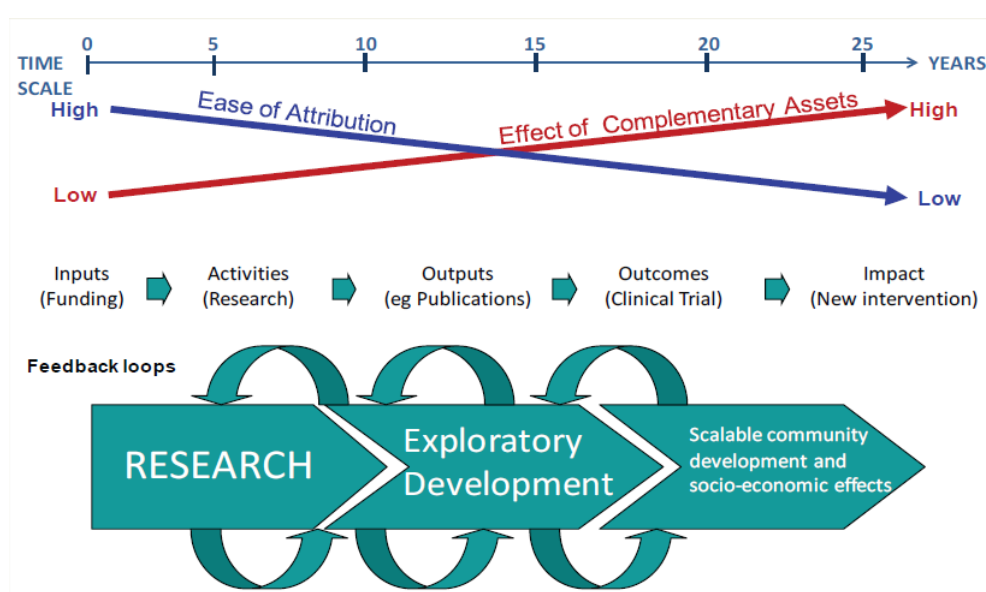 0 5 10 15 20 25
TIME SCALE
YEARS
High
Ease of Attribution
Effect of Complementary Assets
High
Low
Low
Inputs
(Funding)
Activities
(Research)
Outputs
(eg Publications)
Outcomes
(Clinical Trial)
Impact
(New intervention)
Feedback loops
RESEARCH
Exploratory
Development
Scalable community
development and
socio-economic effects